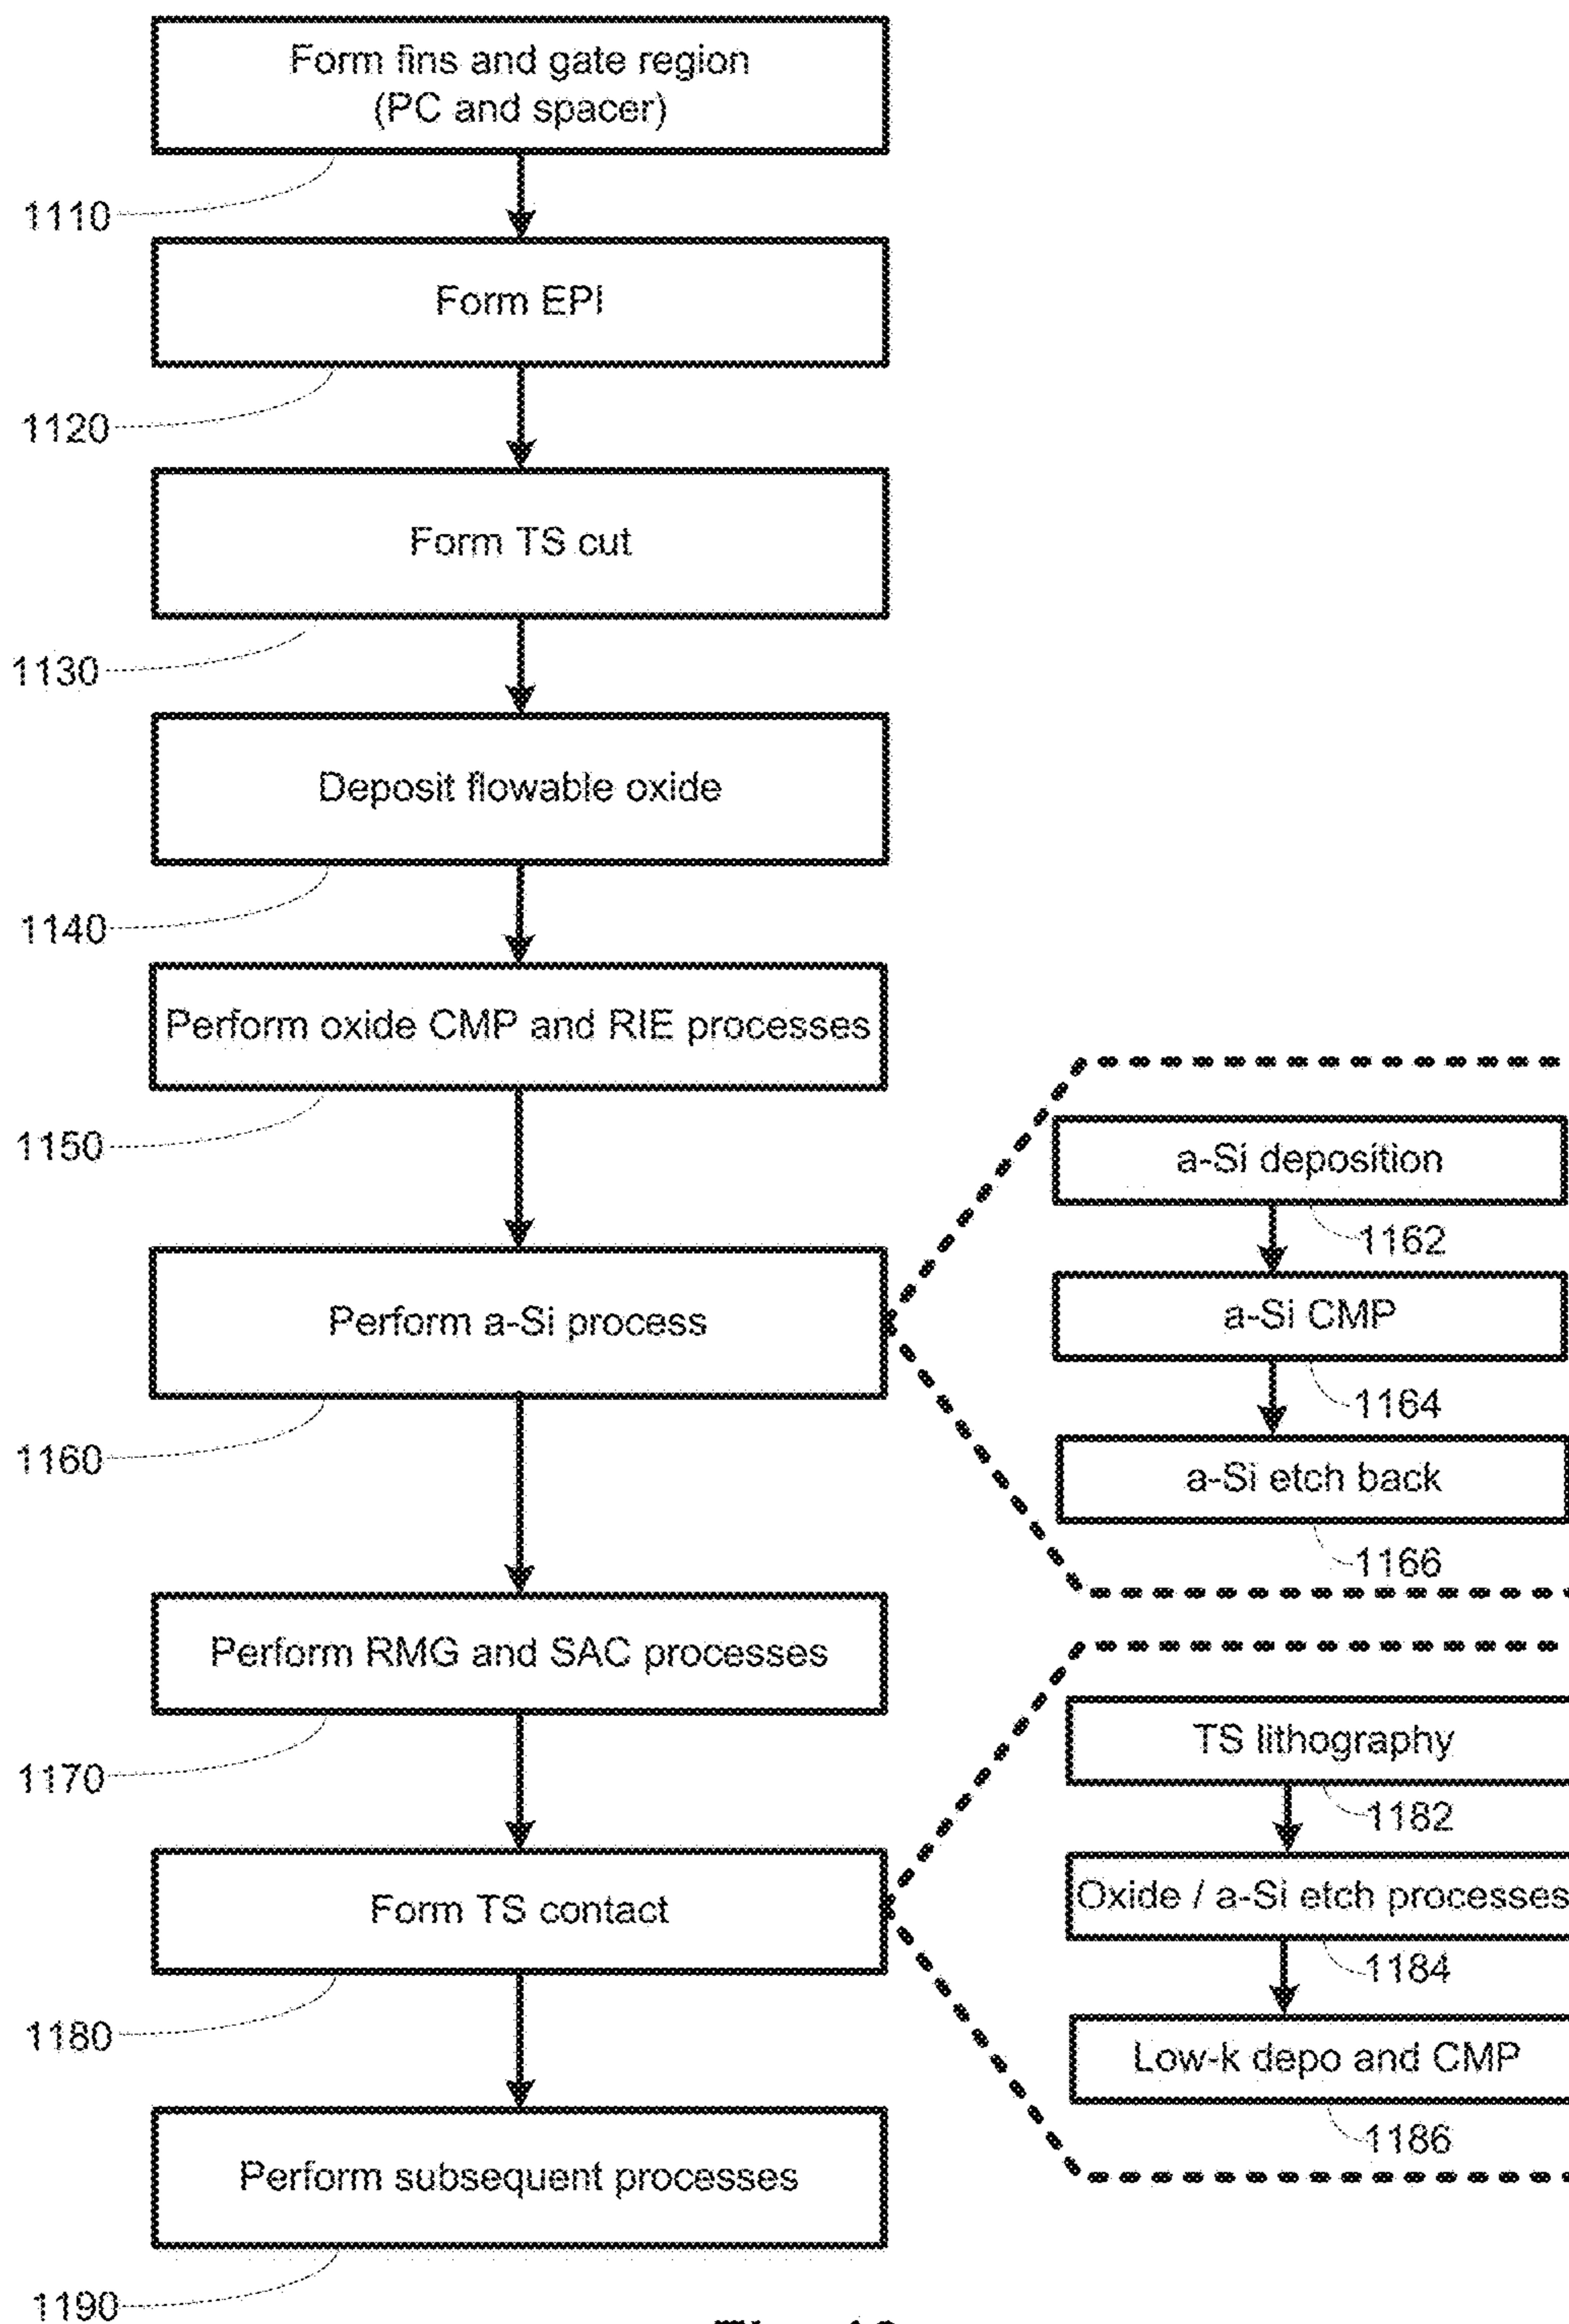 Form fins and gate region
(PC and spacer)
1110
Form EPI
1120
Form TS cut
1130
Deposit flowable oxide
1140
Perform oxide CMP and RIE processes
1150
Perform a-Si process
1160
a-Si deposition
1162
a-Si CMP
1164
a-Si etch back
1166
Perform RMG and SAC processes
1170
Form TS contact
1180
TS lithography
1182
Oxide / a-Si etch processes
1184
Low-k depo and CMP
1186
Perform subsequent processes
1190